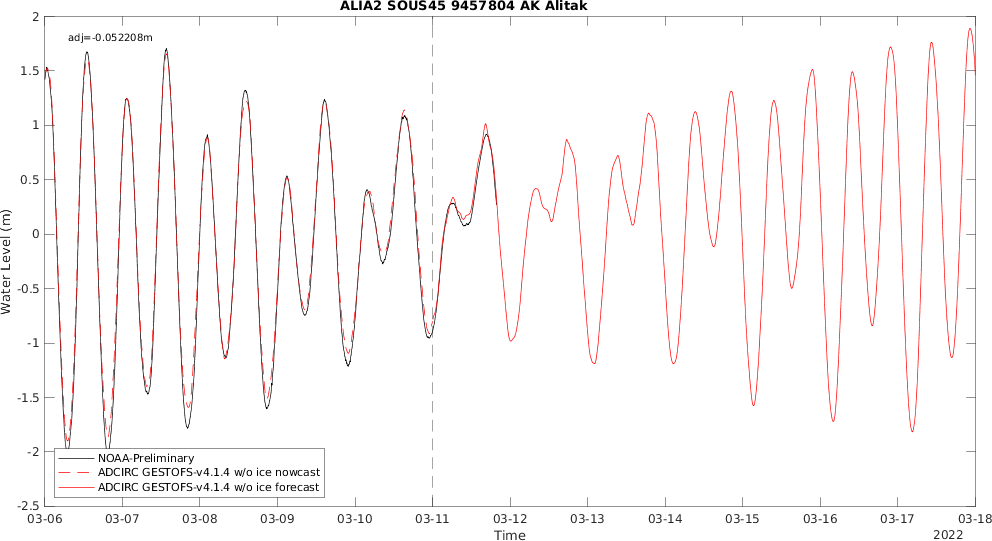 ALIA2 SOUS45 9457804 AK Alitak
adj=-0.052208m
2
1.5
1
0.5
0
-0.5
-1
-1.5
-2
-2.5
Water Level (m)
NOAA-Preliminary
ADCIRC GESTOFS-v4.1.4 w/o ice nowcast
ADCIRC GESTOFS-v4.1.4 w/o ice forecast
03-06 03-07 03-08 03-09 03-10 03-11 03-12 03-13 03-14 03-15 03-16 03-17 03-18
Time
2022